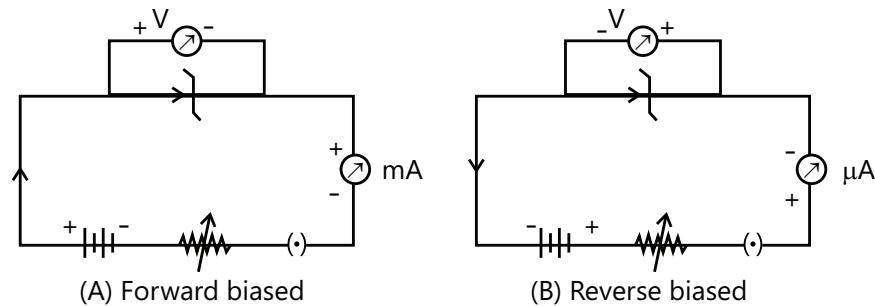 + V -
- V +
+
mA
-
-
μA
+
+ -
- +
(A) Forward biased
(B) Reverse biased